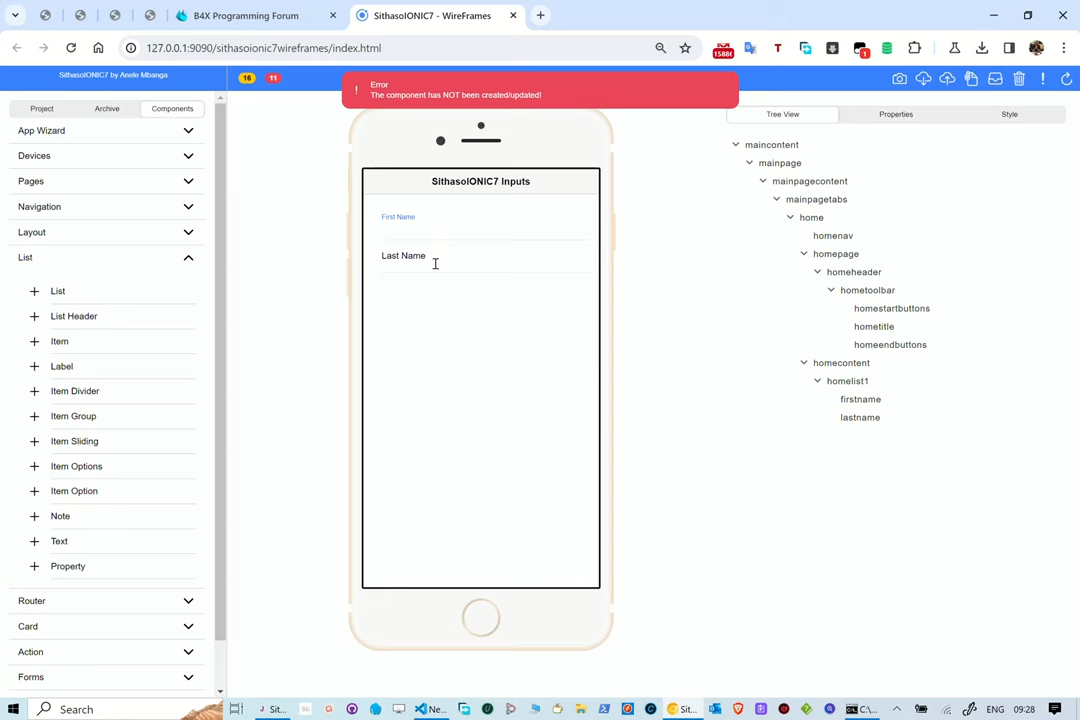 B4X Programming Forum
SithasoIONIC7 - WireFrames
127.0.0.1:9090/sithasoionic7wireframes/index.html
1
SithasoIONIC7 by Anele Mbanga
16
11
Error
The component has NOT been created/updated!
Project
Archive
Components
App Wizard
Devices
Pages
Navigation
Layout
List
List
List Header
Item
Label
Item Divider
Item Group
Item Sliding
Item Options
Item Option
Note
Text
Property
Router
Card
Action
Forms
SithasoIONIC7 Inputs
First Name
Last Name
Tree View
Properties
Style
maincontent
mainpage
mainpagecontent
mainpagetabs
home
homenav
homepage
homeheader
hometoolbar
homestartbuttons
hometitle
homeendbuttons
homecontent
homelist1
firstname
lastname
Search
Sit...
Ne...
Sit...
C:\...
ENG
09:28